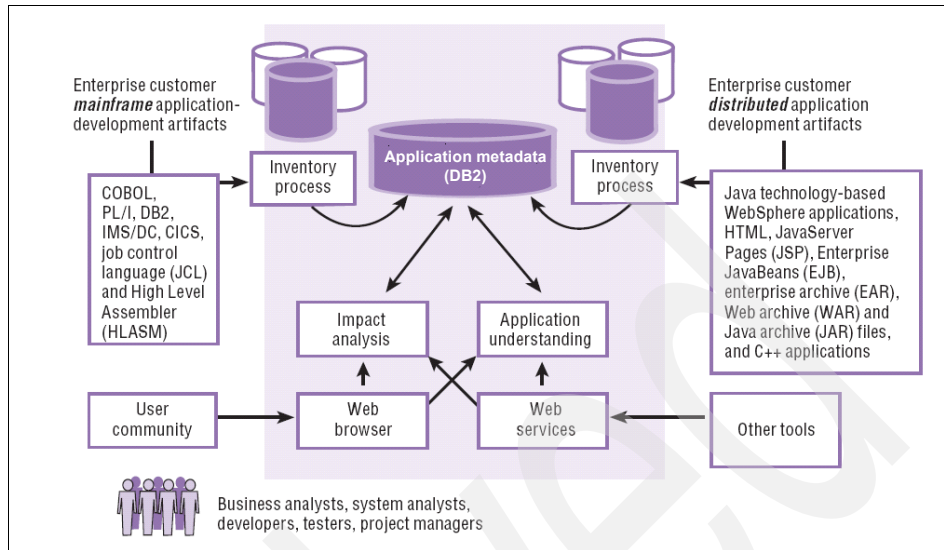 Enterprise customer
mainframe application-
development artifacts
Enterprise customer
distributed application
development artifacts
Application metadata
(DB2)
Inventory
process
Inventory
process
COBOL,
PL/I, DB2,
IMS/DC, CICS,
job control
language (JCL)
and High Level
Assembler
(HLASM)
Java technology-based
WebSphere applications,
HTML, JavaServer
Pages (JSP), Enterprise
JavaBeans (EJB),
enterprise archive (EAR),
Web archive (WAR) and
Java archive (JAR) files,
and C++ applications
Impact
analysis
Application
understanding
User
community
Web
browser
Web
services
Other tools
Business analysts, system analysts,
developers, testers, project managers